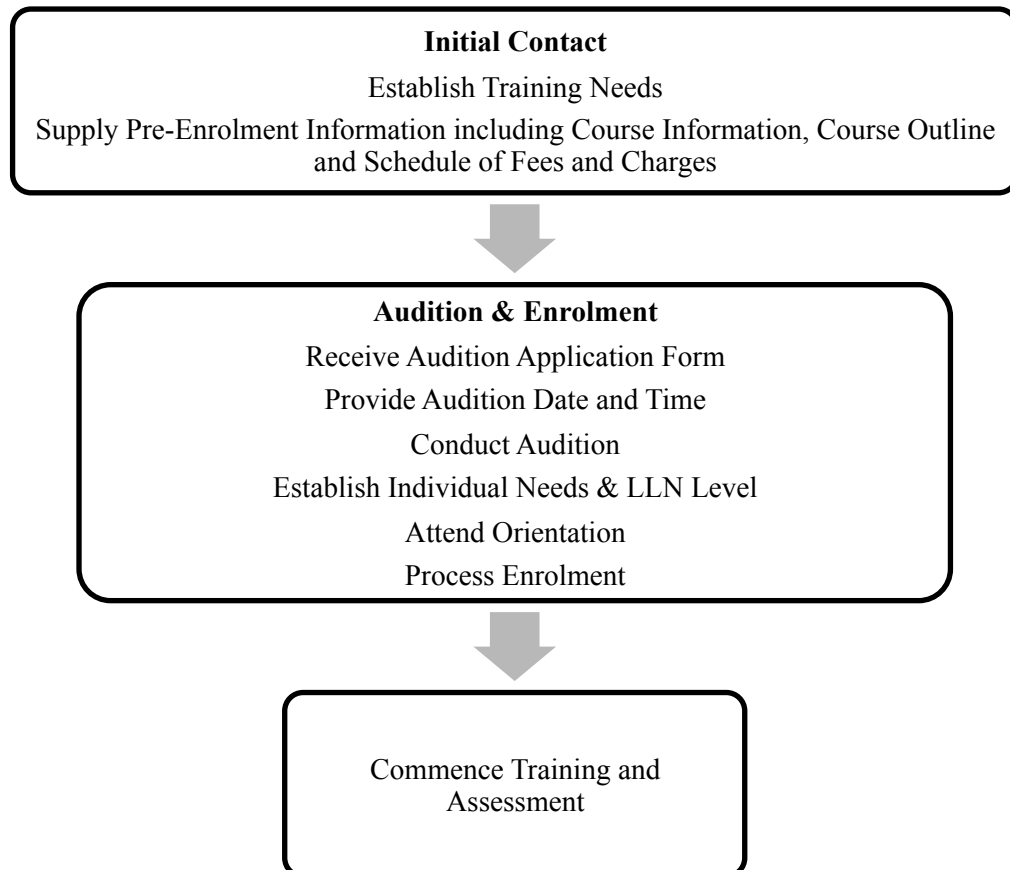 Initial Contact
Establish Training Needs
Supply Pre-Enrolment Information including Course Information, Course Outline
and Schedule of Fees and Charges
Audition & Enrolment
Receive Audition Application Form
Provide Audition Date and Time
Conduct Audition
Establish Individual Needs & LLN Level
Attend Orientation
Process Enrolment
Commence Training and
Assessment